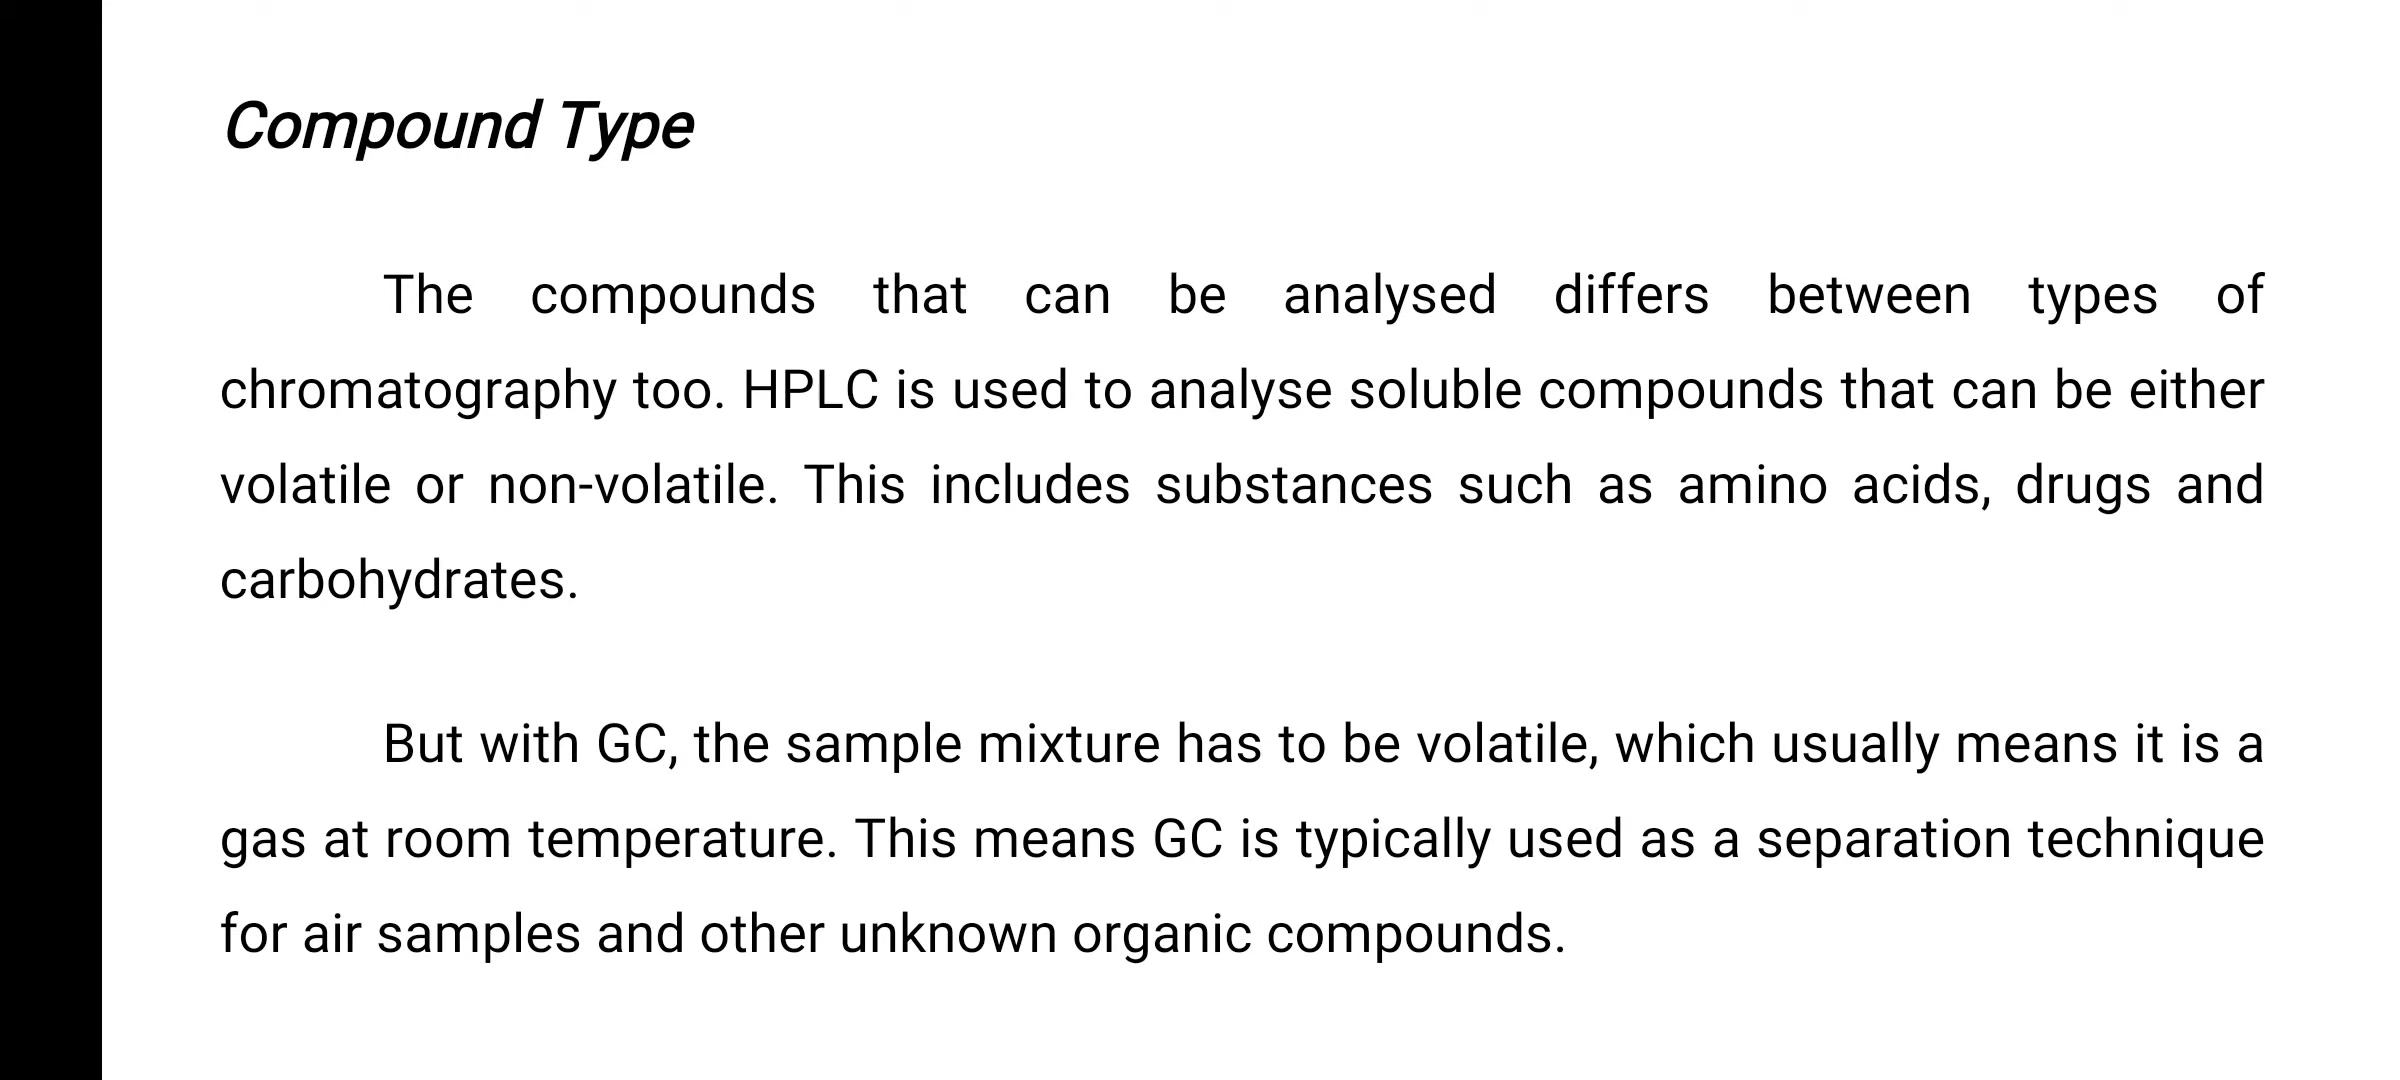 Compound Type
The compounds that can be analysed differs between types of
chromatography too. HPLC is used to analyse soluble compounds that can be either
volatile or non-volatile. This includes substances such as amino acids, drugs and
carbohydrates.
But with GC, the sample mixture has to be volatile, which usually means it is a
gas at room temperature. This means GC is typically used as a separation technique
for air samples and other unknown organic compounds.